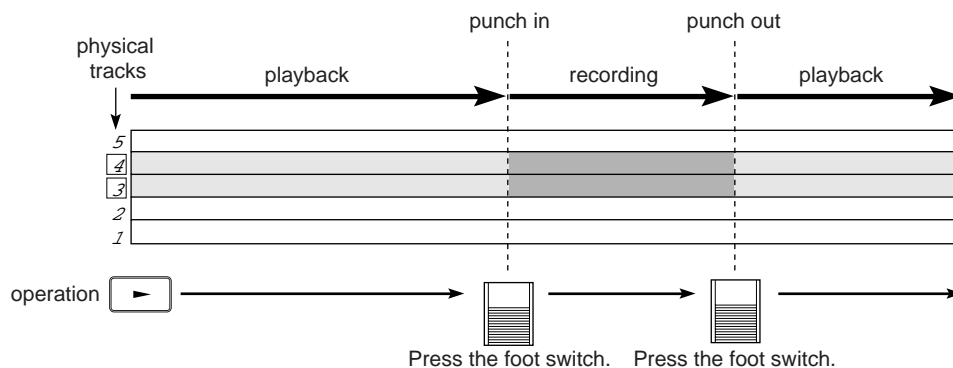 punch in
punch out
physical
tracks
playback
recording
playback
5
4
3
2
1
operation
Press the foot switch.
Press the foot switch.